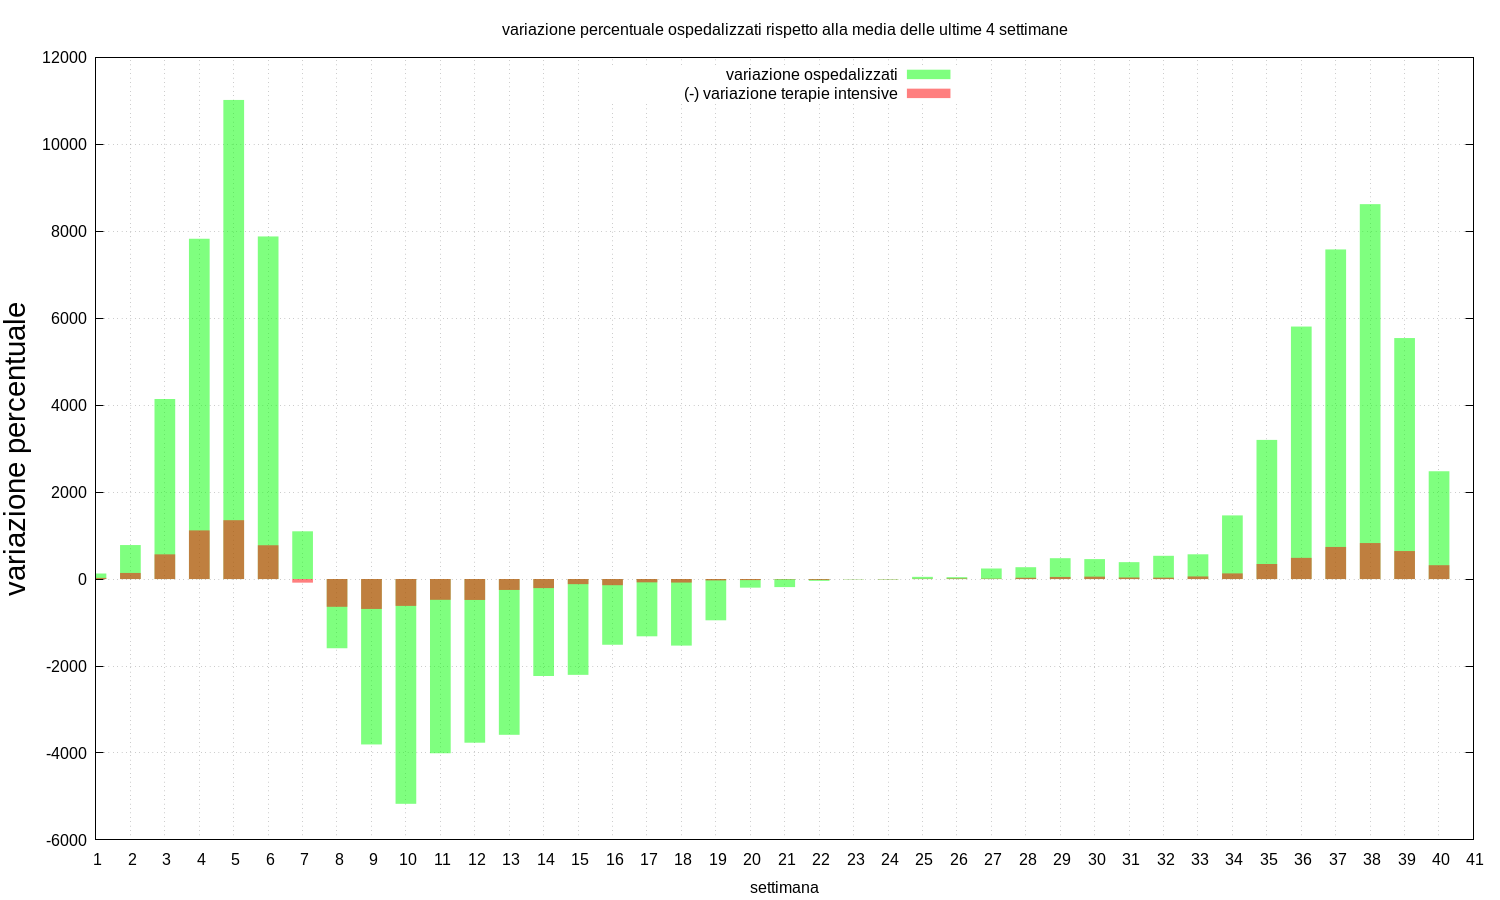 variazione percentuale ospedalizzati rispetto alla media delle ultime 4 settimane
variazione ospedalizzati
(-) variazione terapie intensive
variazione percentuale
12000
10000
8000
6000
4000
2000
0
-2000
-4000
-6000
1 2 3 4 5 6 7 8 9 10 11 12 13 14 15 16 17 18 19 20 21 22 23 24 25 26 27 28 29 30 31 32 33 34 35 36 37 38 39 40 41
settimana